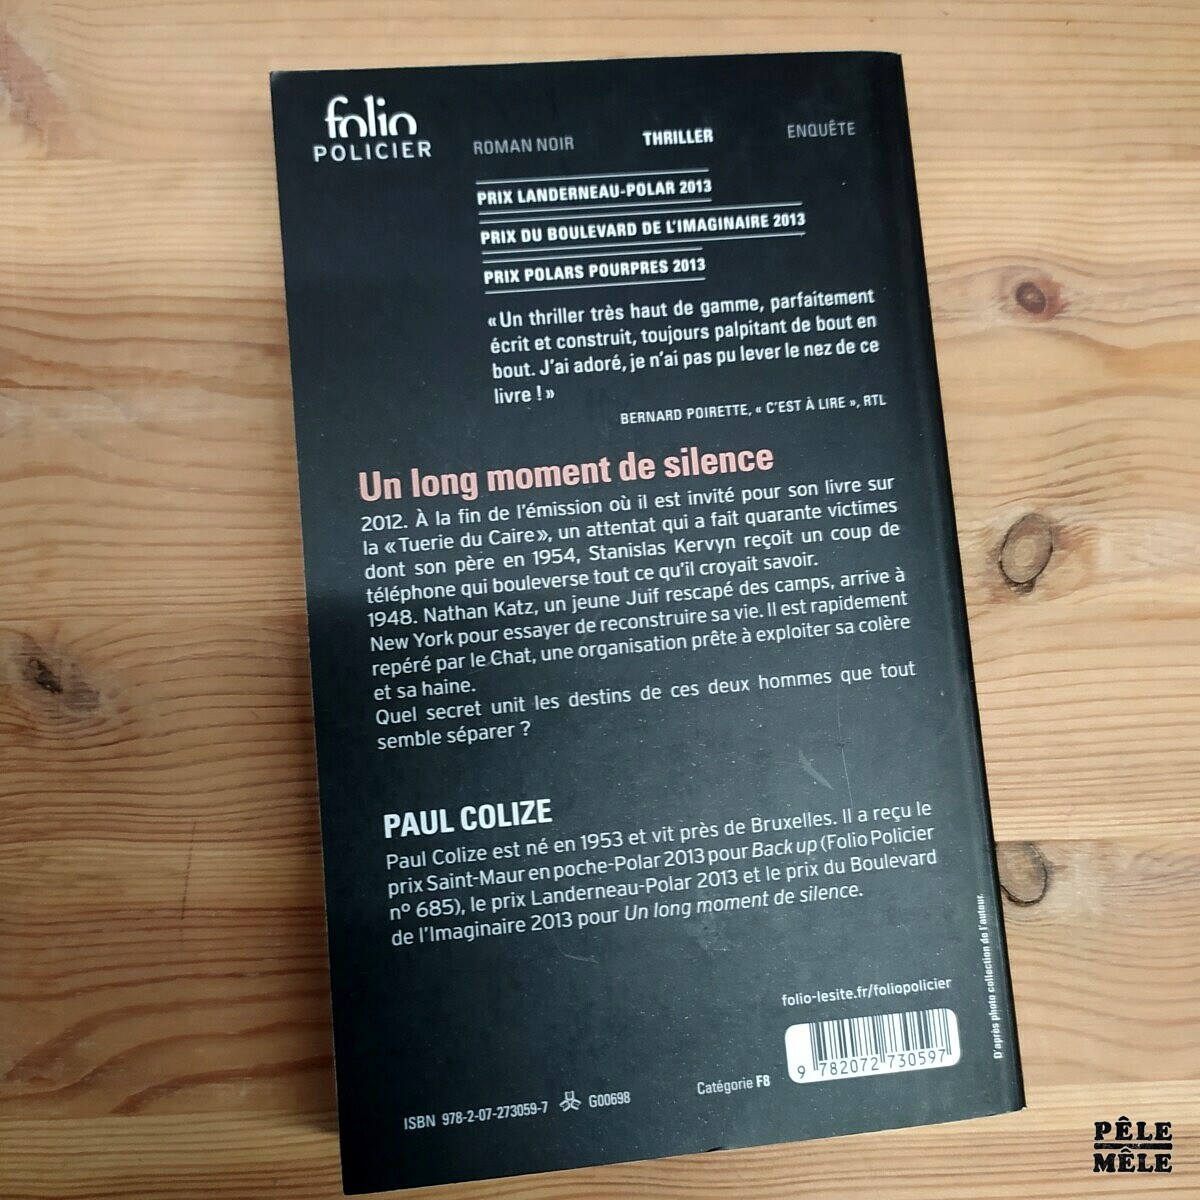 folio
POLICIER
ROMAN NOIR THRILLER ENQUÊTE
PRIX LANDERNEAU-POLAR 2013
PRIX DU BOULEVARD DE L'IMAGINAIRE 2013
PRIX POLARS POURPRES 2013
«Un thriller très haut de gamme, parfaitement
écrit et construit, toujours palpitant de bout en
bout. J'ai adoré, je n'ai pas pu lever le nez de ce
livre !»
BERNARD POIRETTE, « C'EST À LIRE », RTL
Un long moment de silence
2012. À la fin de l'émission où il est invité pour son livre sur
la «Tuerie du Caire», un attentat qui a fait quarante victimes
dont son père en 1954, Stanislas Kervyn reçoit un coup de
téléphone qui bouleverse tout ce qu'il croyait savoir.
1948. Nathan Katz, un jeune Juif rescapé des camps, arrive à
New York pour essayer de reconstruire sa vie. Il est rapidement
repéré par le Chat, une organisation prête à exploiter sa colère
et sa haine.
Quel secret unit les destins de ces deux hommes que tout
semble séparer ?
PAUL COLIZE
Paul Colize est né en 1953 et vit près de Bruxelles. Il a reçu le
prix Saint-Maur en poche-Polar 2013 pour Back up (Folio Policier
n° 685), le prix Landerneau-Polar 2013 et le prix du Boulevard
de l'Imaginaire 2013 pour Un long moment de silence.
D'après photo collection de l'auteur.
folio-lesite.fr/foliopolicier
9 782072 730597
Catégorie F8
ISBN 978-2-07-273059-7 G00698
PÊLE
MÊLE